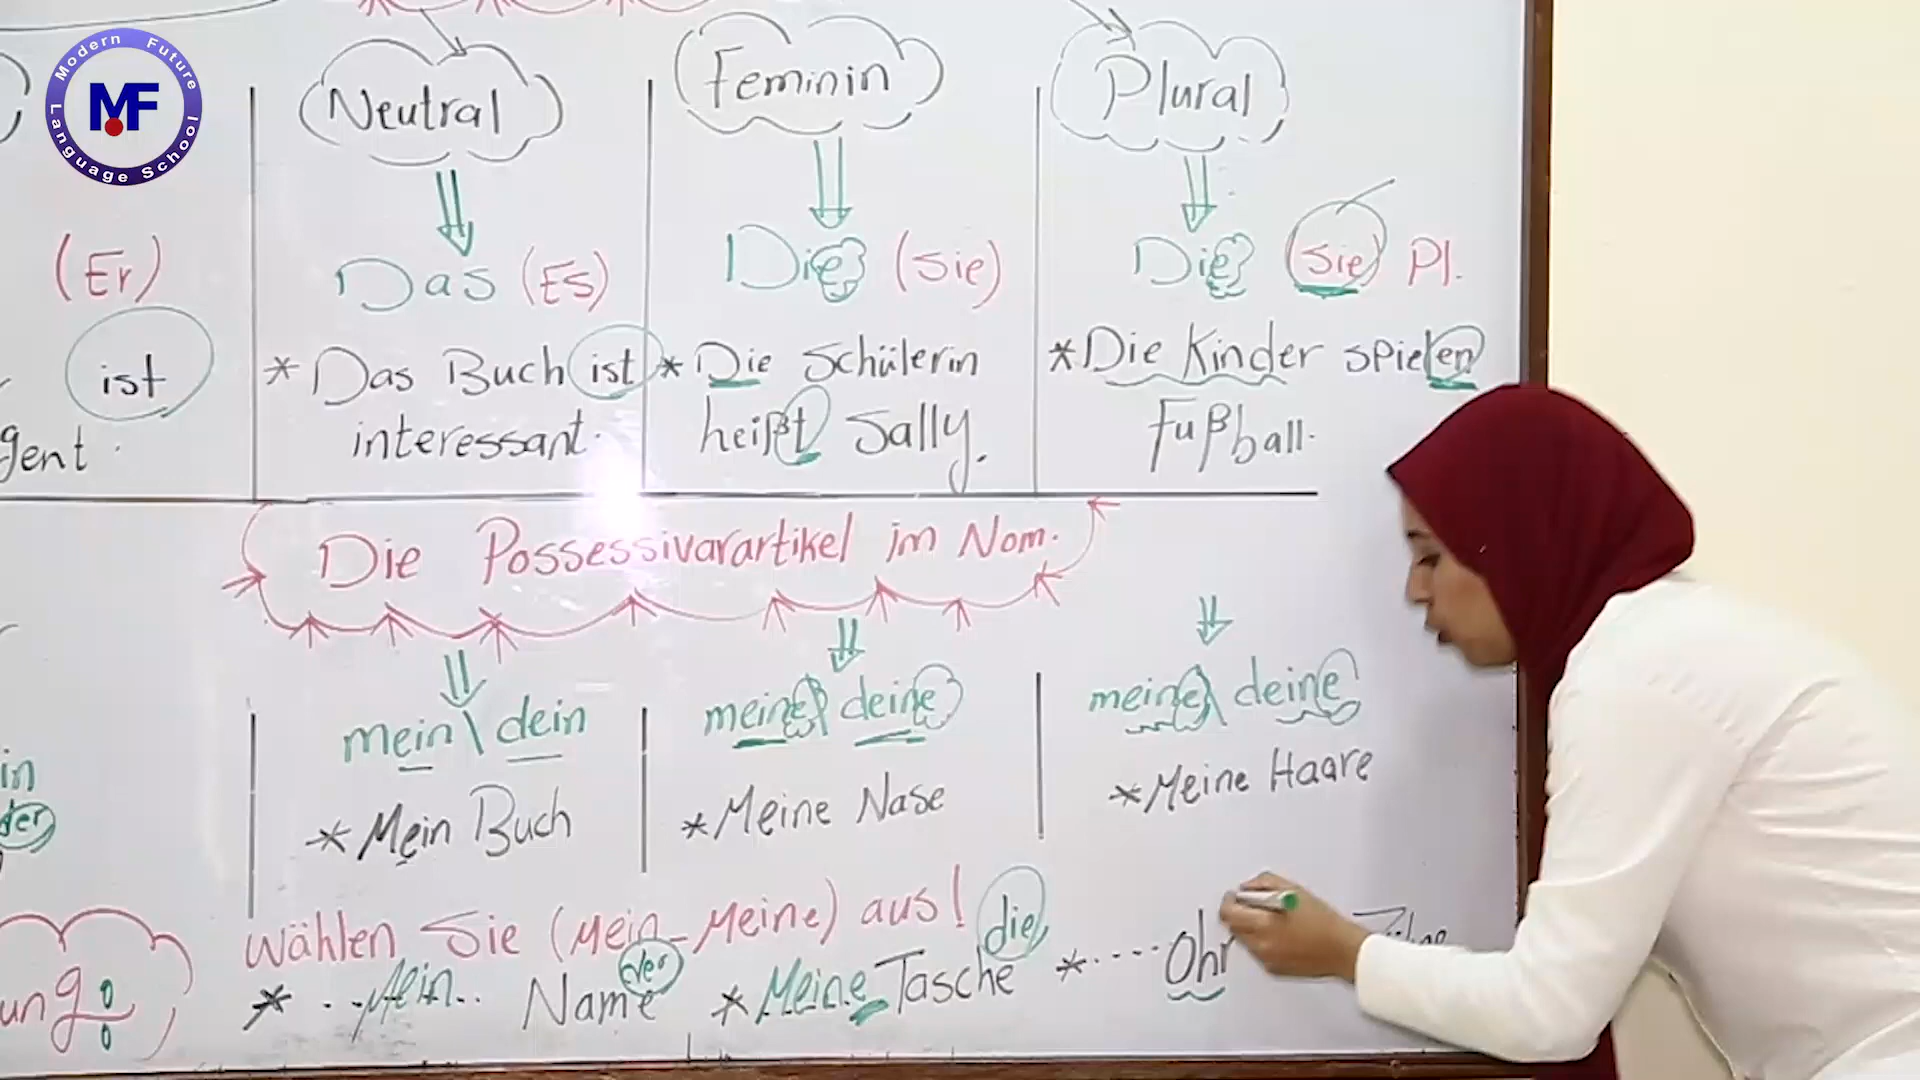 Modern Future
MF
Language School
Neutral
Feminin
Plural
(Er)
Das (Es)
Die (sie)
Die (sie) Pl.
ist
* Das Buch ist
interessant.
* Die Schülerin
heißt Sally.
* Die Kinder spielen
Fußball.
gent.
Die Possessivarartikel im Nom.
mein \ dein
meine \ deine
meine \ deine
in
der
* Mein Buch
* Meine Nase
* Meine Haare
Wählen Sie (Mein - Meine) aus!
ung:
* ..Mein.. Name der
* Meine Tasche die
* .... Ohr